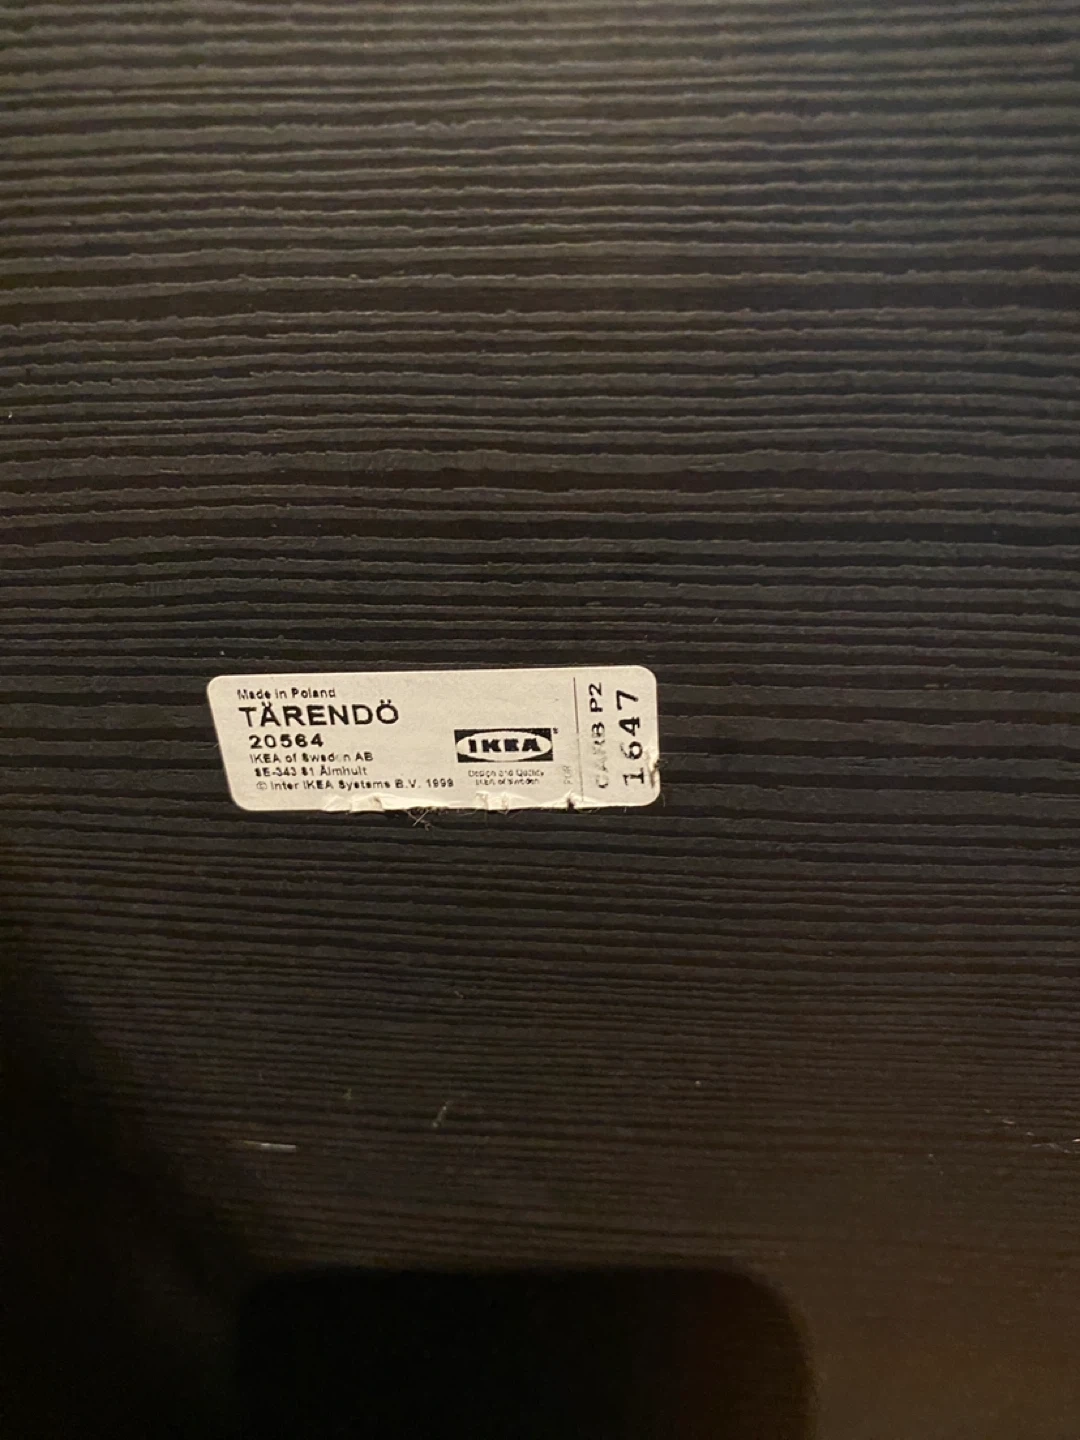 Made in Poland
TÄRENDÖ
20564
IKEA of Sweden AB
SE-343 81 Älmhult
© Inter IKEA Systems B.V. 1999
IKEA
Design and Quality
IKEA of Sweden
CARB P2
1647